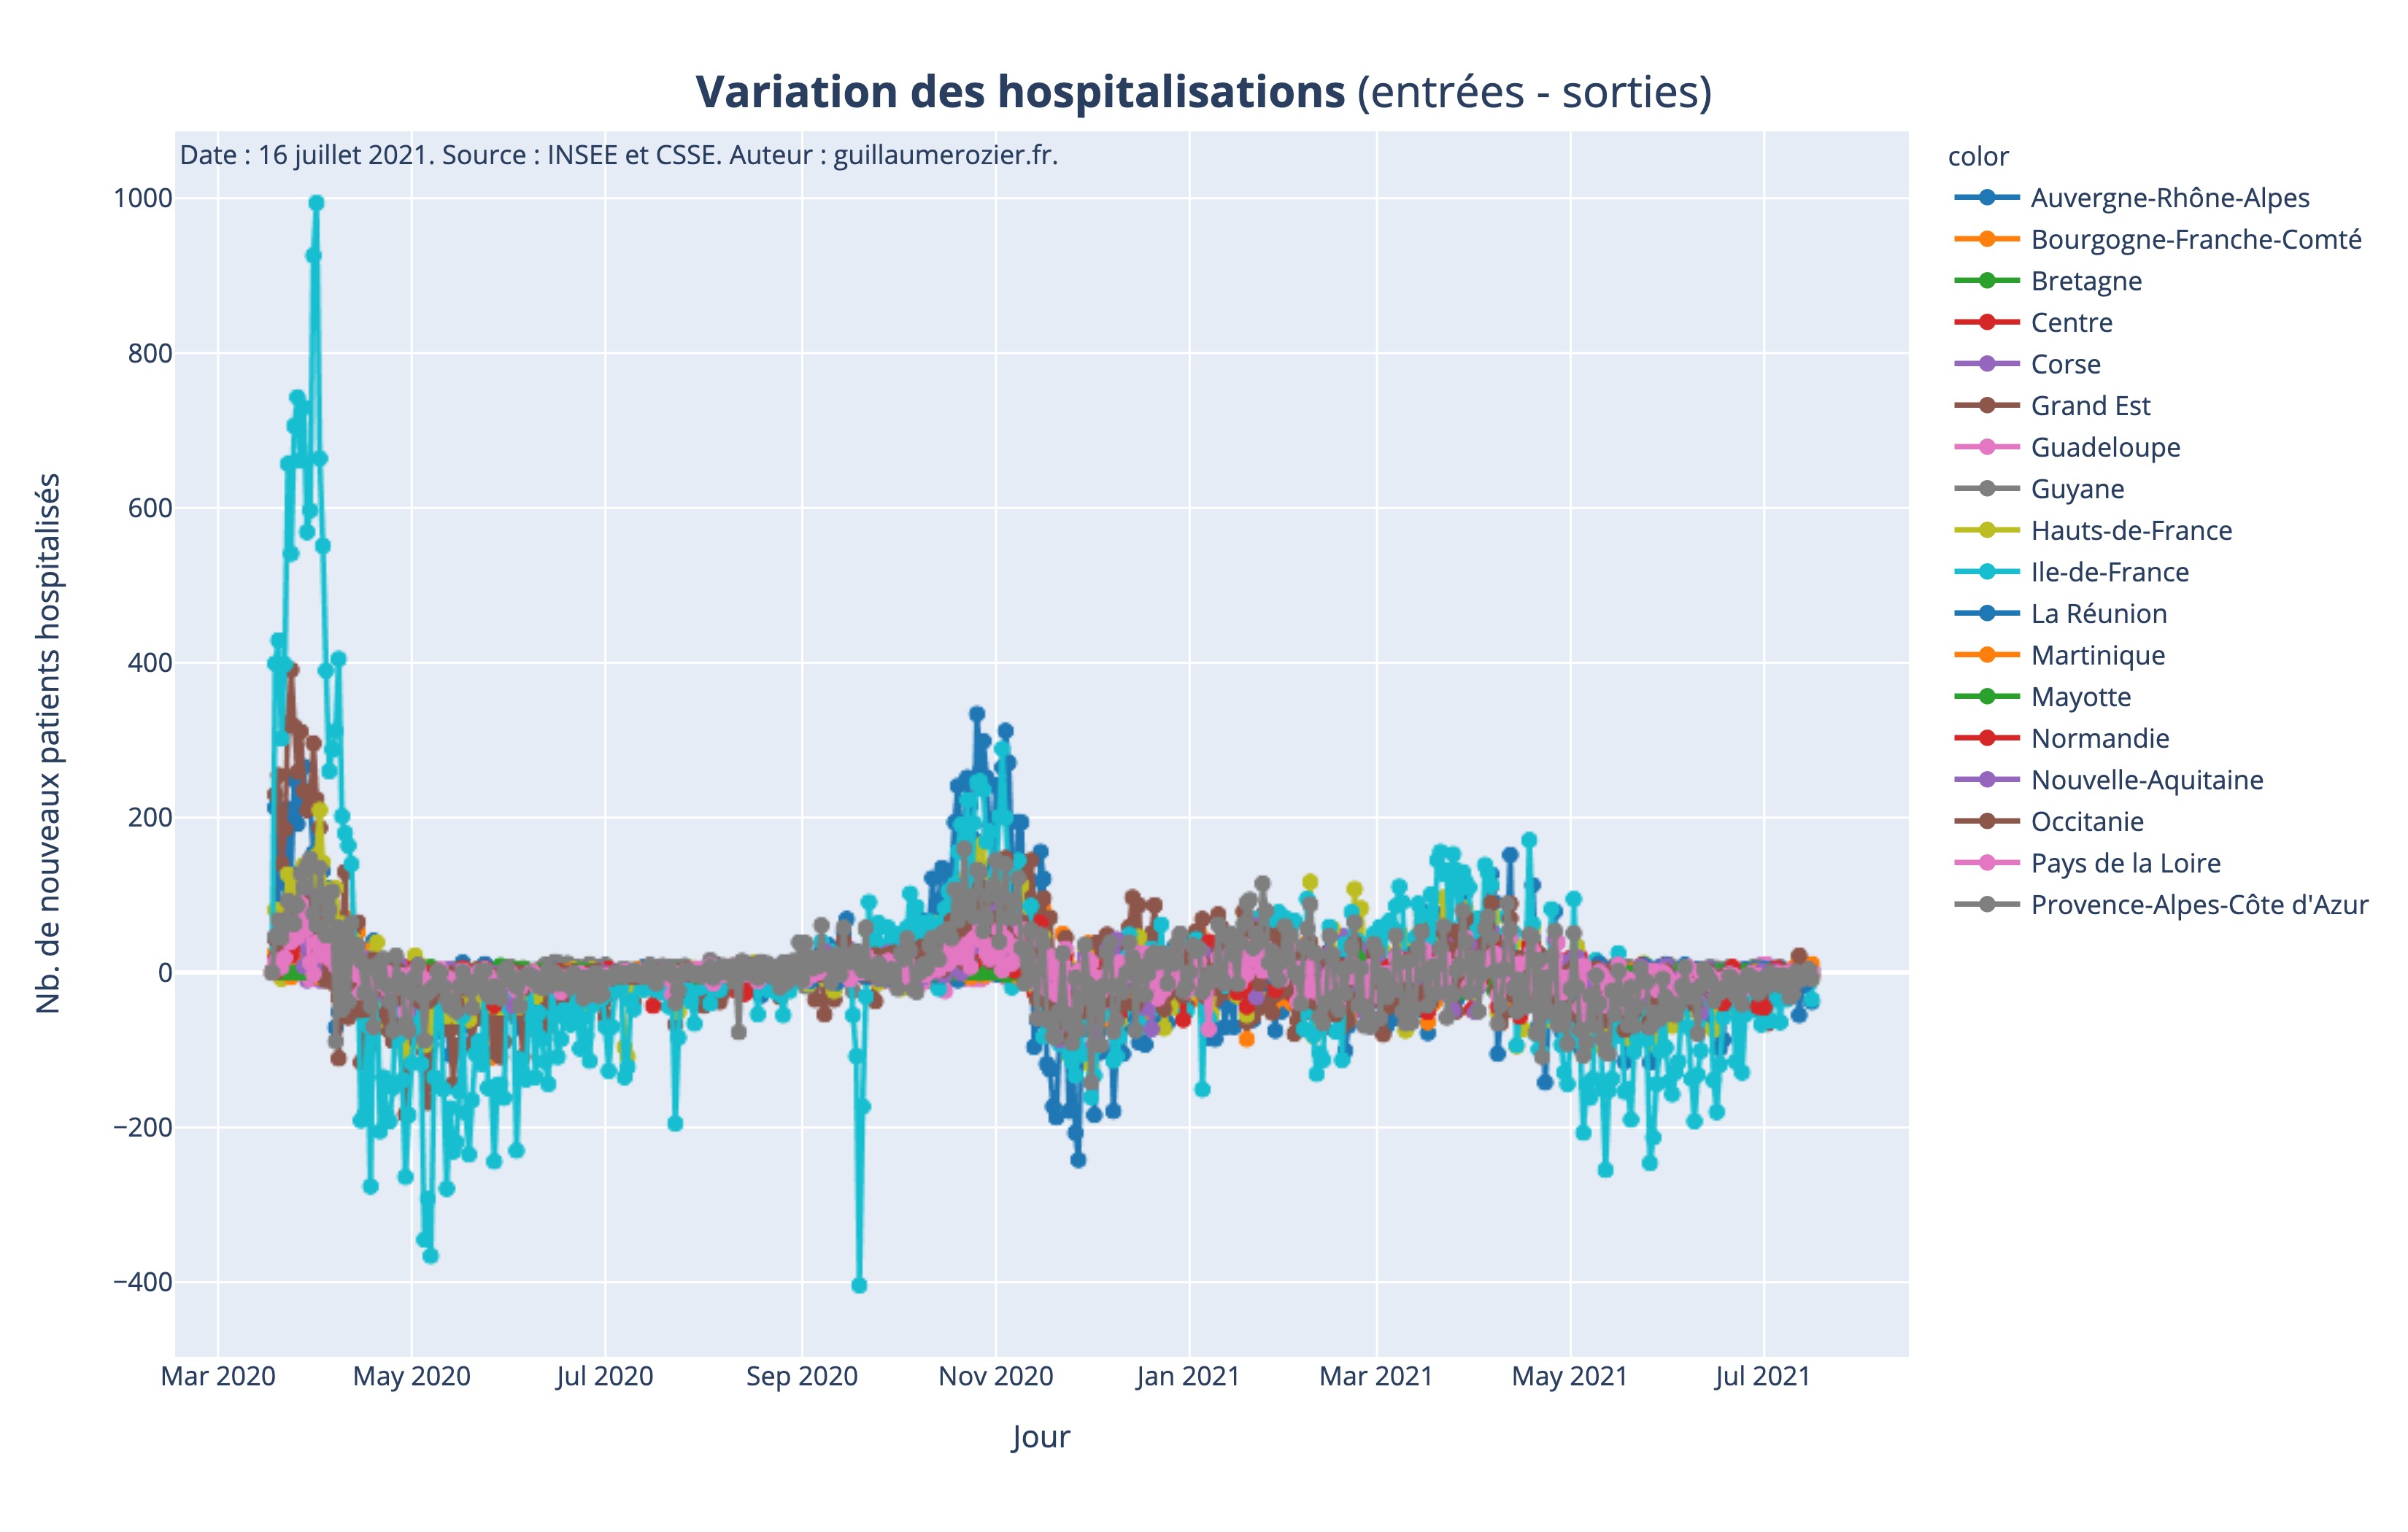 Variation des hospitalisations (entrées - sorties)
Date : 16 juillet 2021. Source : INSEE et CSSE. Auteur : guillaumerozier.fr.
Nb. de nouveaux patients hospitalisés
1000
800
600
400
200
0
−200
−400
Mar 2020
May 2020
Jul 2020
Sep 2020
Nov 2020
Jan 2021
Mar 2021
May 2021
Jul 2021
Jour
color
Auvergne-Rhône-Alpes
Bourgogne-Franche-Comté
Bretagne
Centre
Corse
Grand Est
Guadeloupe
Guyane
Hauts-de-France
Ile-de-France
La Réunion
Martinique
Mayotte
Normandie
Nouvelle-Aquitaine
Occitanie
Pays de la Loire
Provence-Alpes-Côte d'Azur